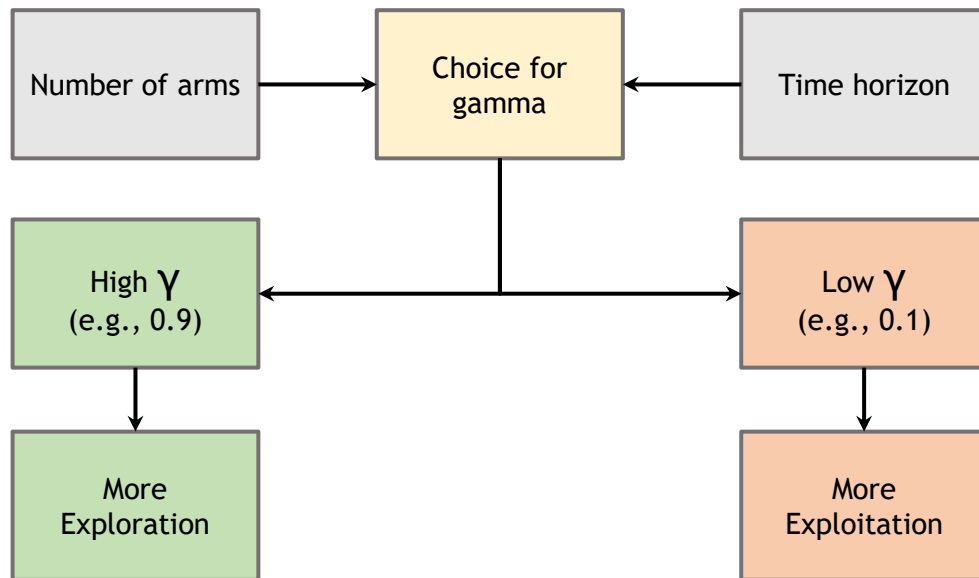 Number of arms
Choice for
gamma
Time horizon
High γ
(e.g., 0.9)
Low γ
(e.g., 0.1)
More
Exploration
More
Exploitation